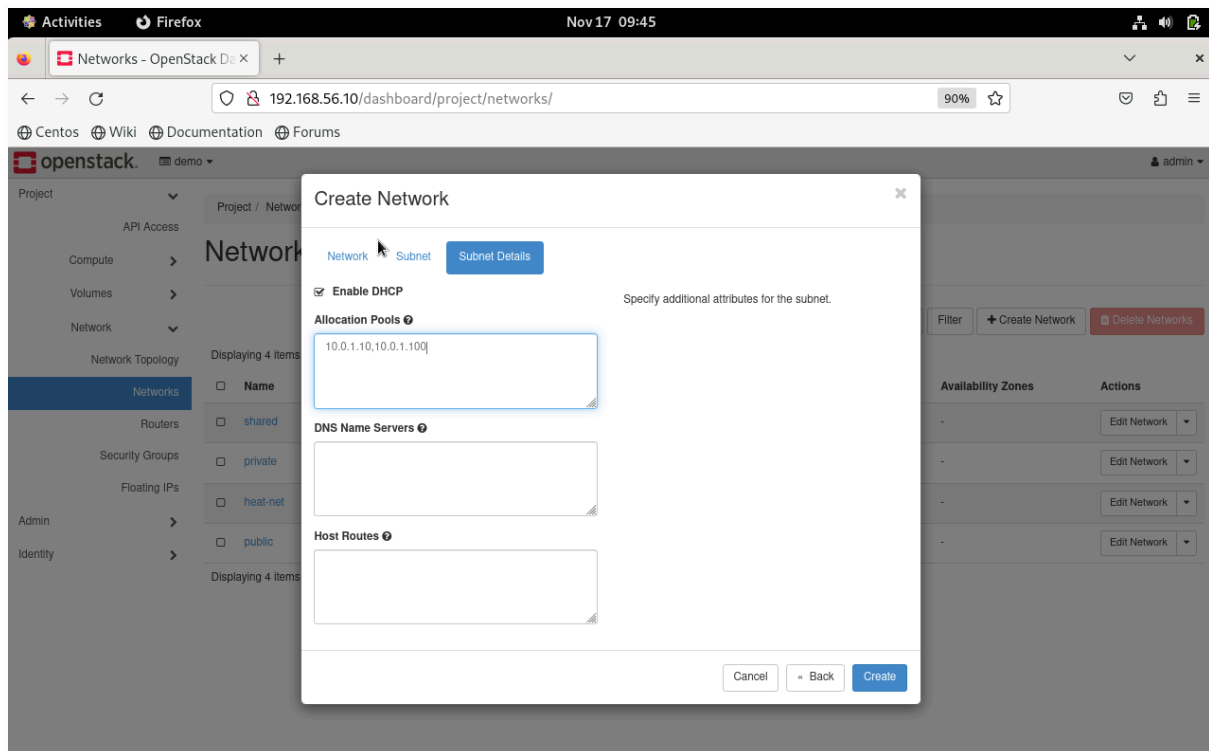 Activities Firefox Nov 17 09:45
Networks - OpenStack Da × +
192.168.56.10/dashboard/project/networks/ 90%
Centos Wiki Documentation Forums
openstack. demo admin
Project
API Access
Compute
Volumes
Network
Network Topology
Networks
Routers
Security Groups
Floating IPs
Admin
Identity
Project / Networ
Network
Filter + Create Network Delete Networks
Displaying 4 items
Name Availability Zones Actions
shared - Edit Network
private - Edit Network
heat-net - Edit Network
public - Edit Network
Displaying 4 items
Create Network ×
Network Subnet Subnet Details
Enable DHCP
Specify additional attributes for the subnet.
Allocation Pools
10.0.1.10,10.0.1.100
DNS Name Servers
Host Routes
Cancel « Back Create